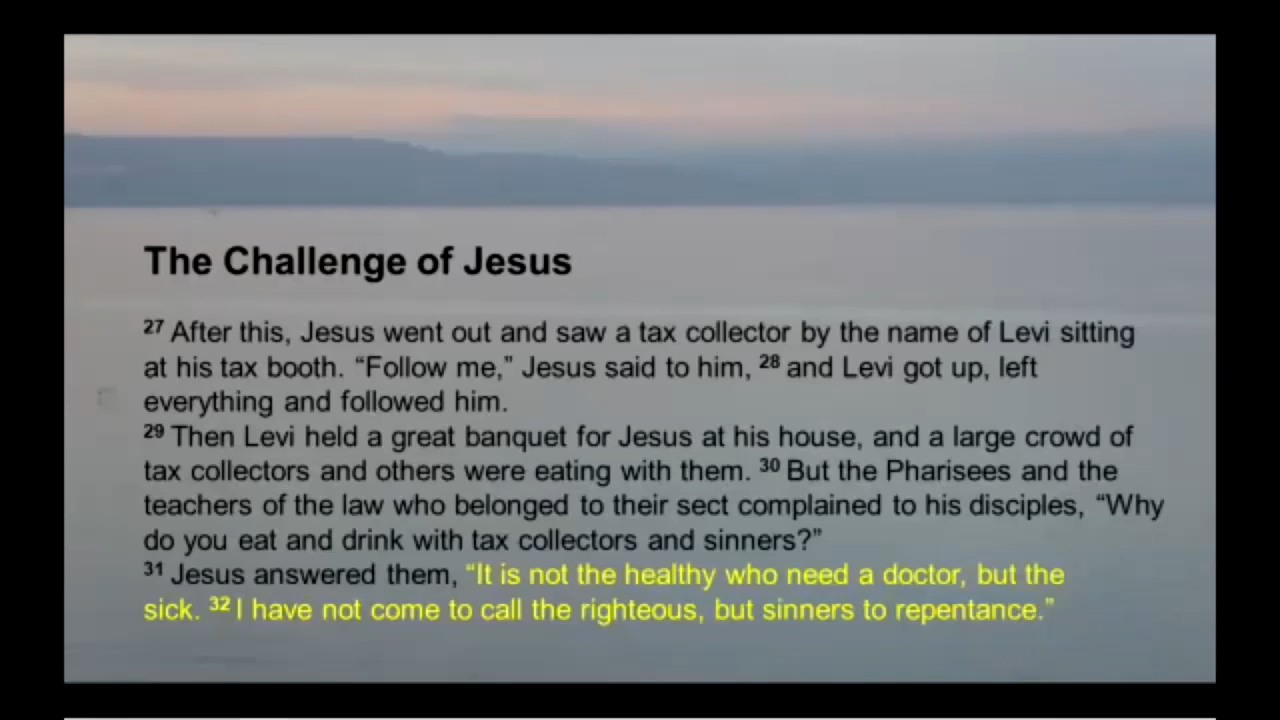 The Challenge of Jesus
27 After this, Jesus went out and saw a tax collector by the name of Levi sitting
at his tax booth. “Follow me,” Jesus said to him, 28 and Levi got up, left
everything and followed him.
29 Then Levi held a great banquet for Jesus at his house, and a large crowd of
tax collectors and others were eating with them. 30 But the Pharisees and the
teachers of the law who belonged to their sect complained to his disciples, “Why
do you eat and drink with tax collectors and sinners?”
31 Jesus answered them, “It is not the healthy who need a doctor, but the
sick. 32 I have not come to call the righteous, but sinners to repentance.”